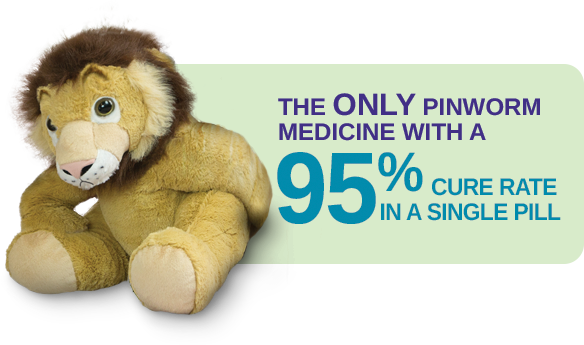 THE ONLY PINWORM
MEDICINE WITH A
95% CURE RATE
IN A SINGLE PILL